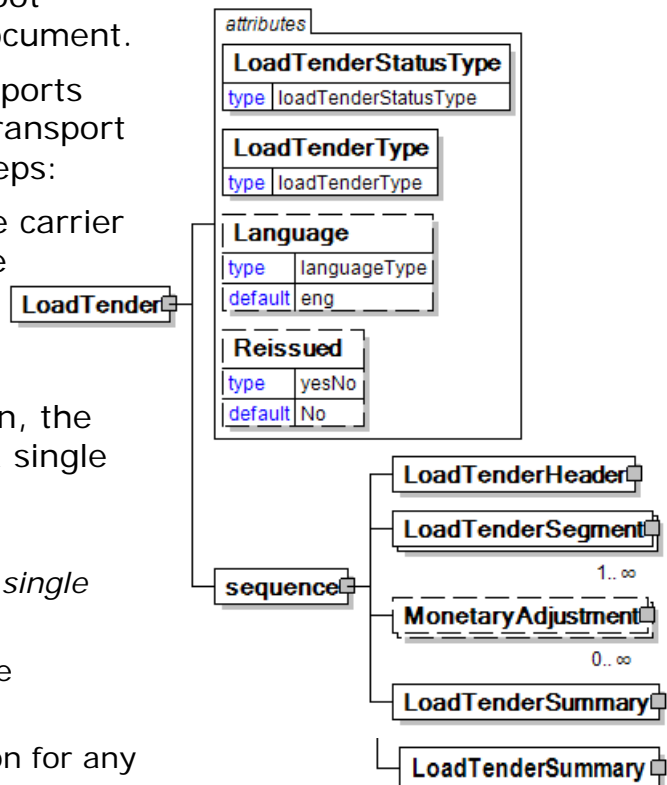 ocument.
ports
ransport
eps:
e carrier
e
n, the
single
single
e
on for any
attributes
LoadTenderStatusType
type loadTenderStatusType
LoadTenderType
type loadTenderType
Language
type languageType
default eng
Reissued
type yesNo
default No
LoadTender
sequence
LoadTenderHeader
LoadTenderSegment
1.. ∞
MonetaryAdjustment
0.. ∞
LoadTenderSummary
LoadTenderSummary